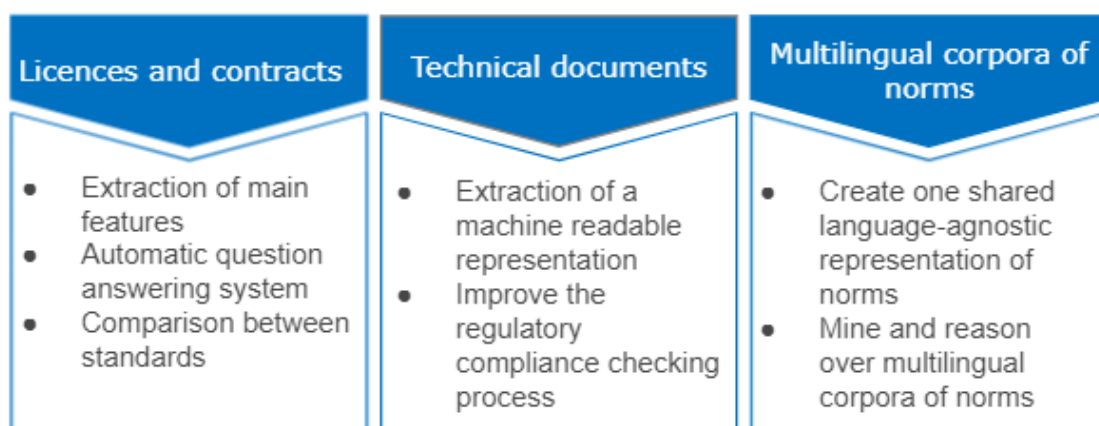 Licences and contracts
● Extraction of main
features
● Automatic question
answering system
● Comparison between
standards
Technical documents
● Extraction of a
machine readable
representation
● Improve the
regulatory
compliance checking
process
Multilingual corpora of
norms
● Create one shared
language-agnostic
representation of
norms
● Mine and reason
over multilingual
corpora of norms